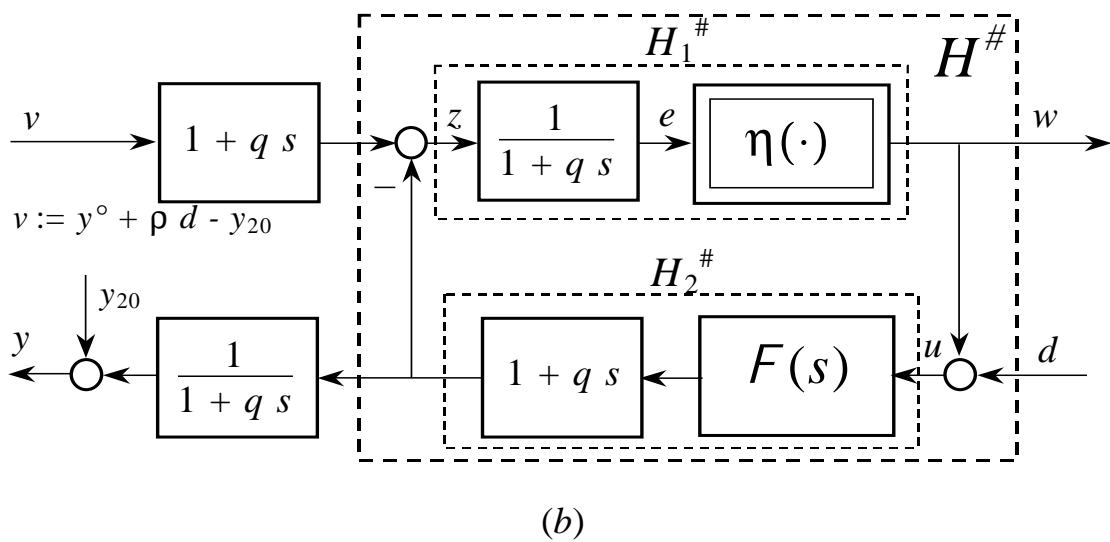 H₁#
H#
v
1 + q s
z
1
1 + q s
e
η(·)
w
–
v := y° + ρ d - y₂₀
H₂#
y₂₀
y
1
1 + q s
1 + q s
F(s)
u
d
(b)